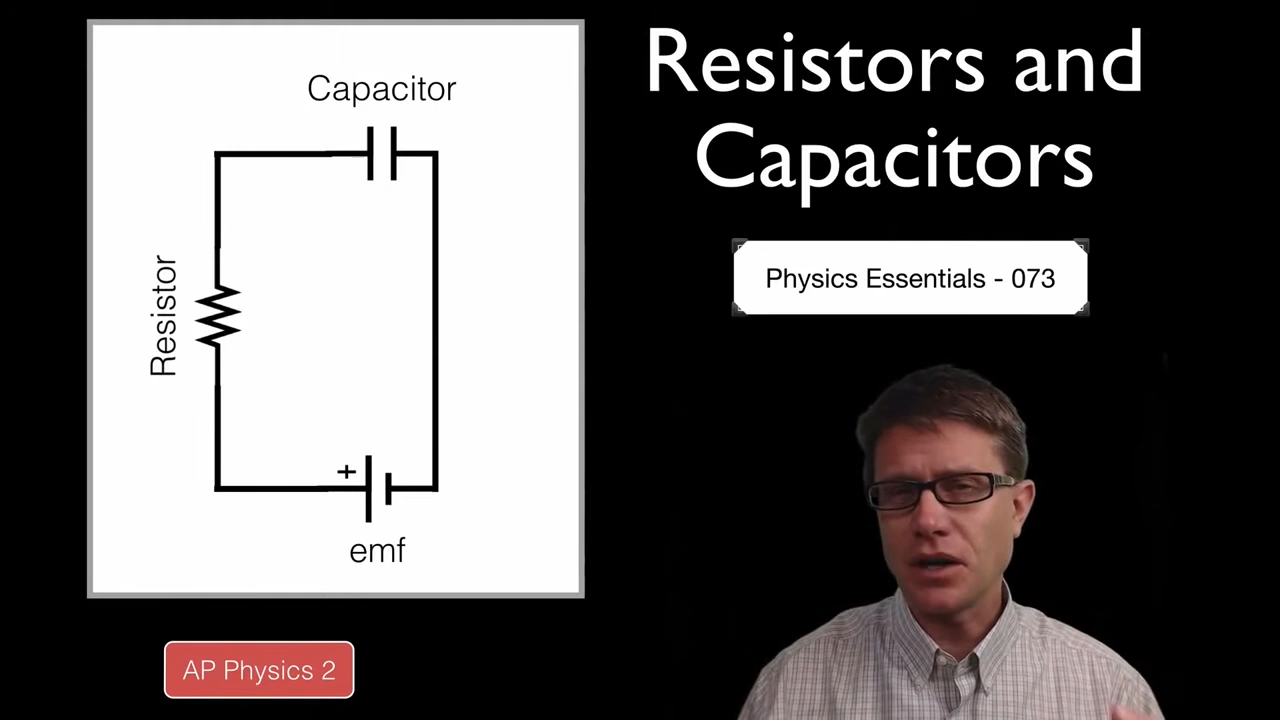 Capacitor
Resistor
+
emf
AP Physics 2
Resistors and
Capacitors
Physics Essentials - 073